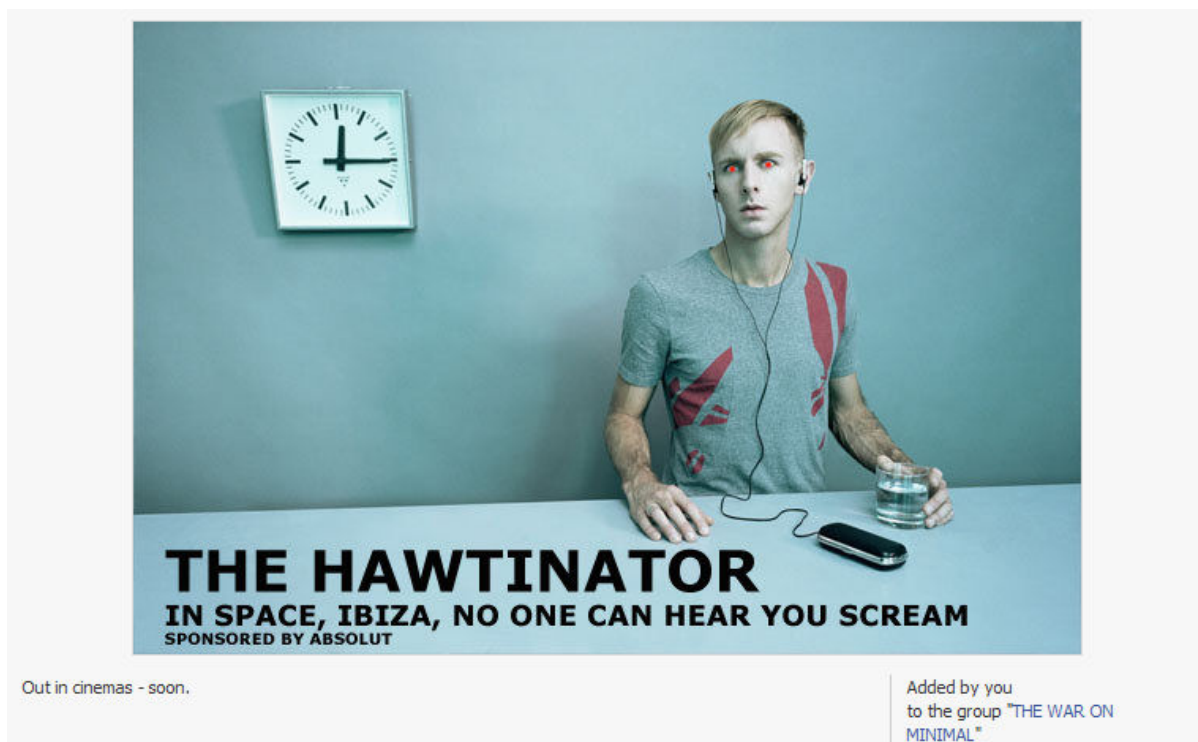 THE HAWTINATOR
IN SPACE, IBIZA, NO ONE CAN HEAR YOU SCREAM
SPONSORED BY ABSOLUT
Out in cinemas - soon.
Added by you
to the group "THE WAR ON
MINIMAL"